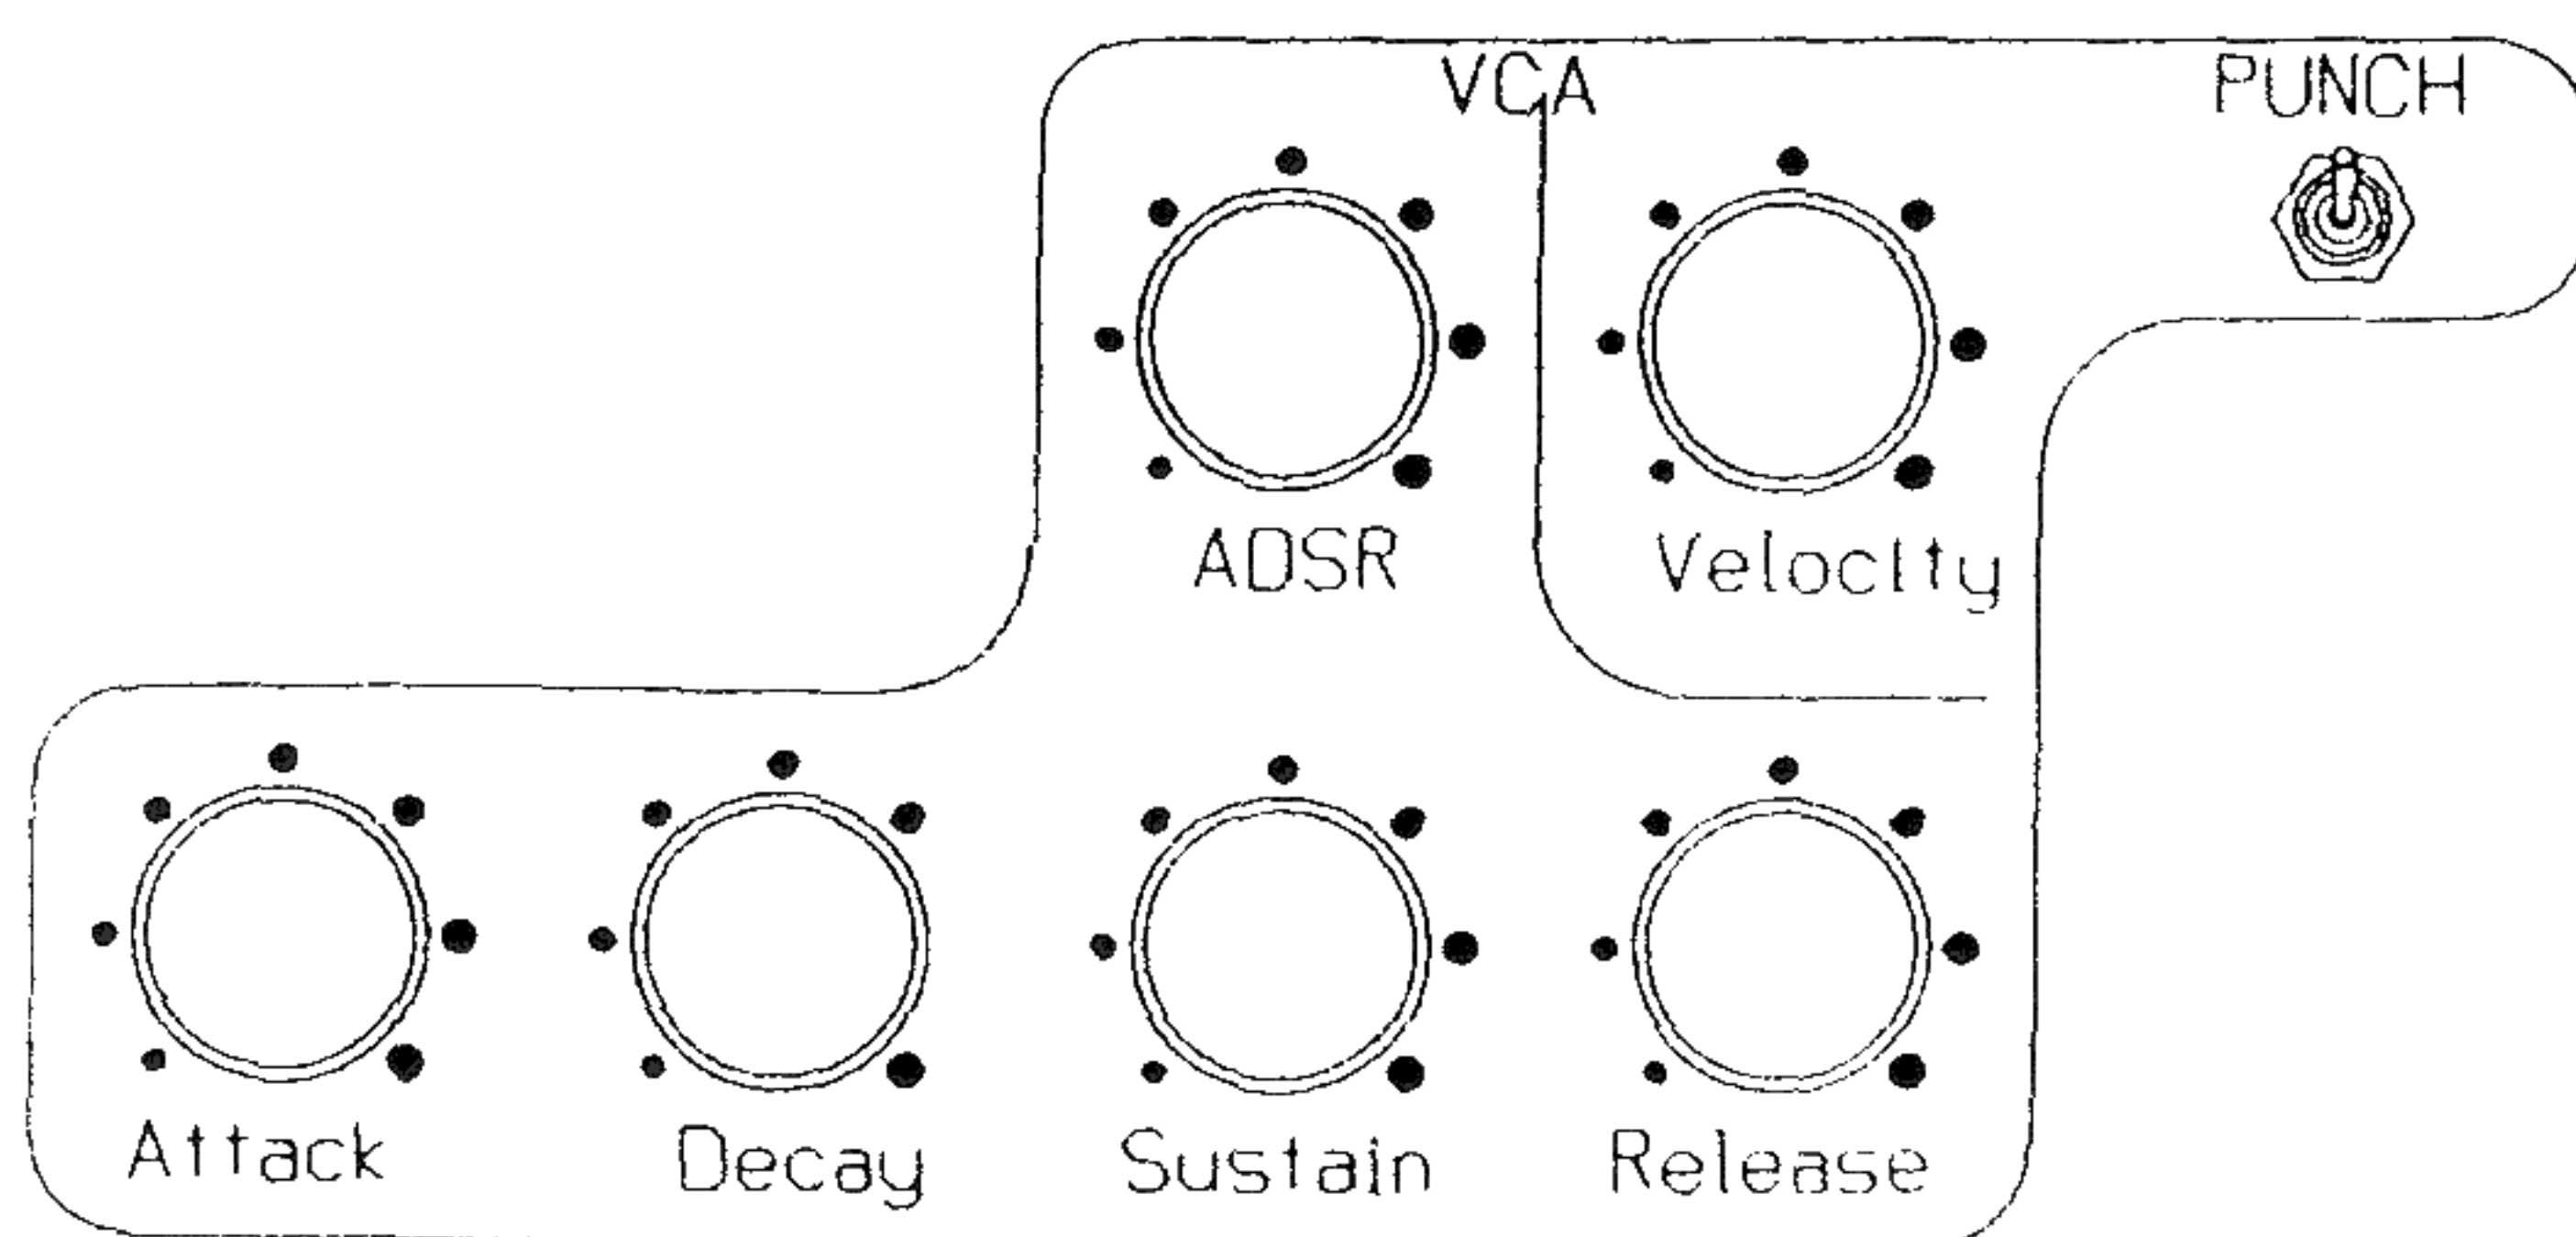 VCA
PUNCH
ADSR
Velocity
Attack
Decay
Sustain
Release